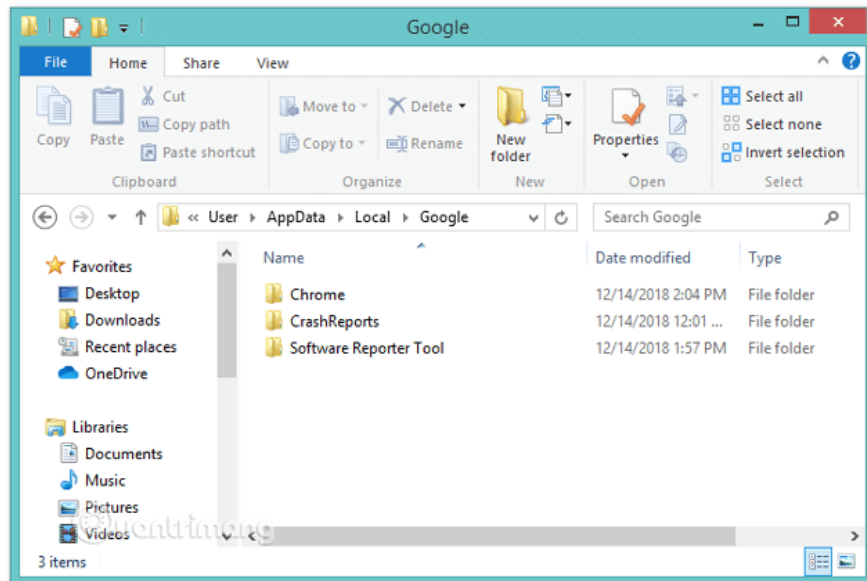 Google
File Home Share View
Copy
Paste
Cut
Copy path
Paste shortcut
Clipboard
Move to
Copy to
Delete
Rename
Organize
New
folder
New
Properties
Open
Select all
Select none
Invert selection
Select
« User AppData Local Google
Search Google
Favorites
Desktop
Downloads
Recent places
OneDrive
Libraries
Documents
Music
Pictures
Videos
Name Date modified Type
Chrome 12/14/2018 2:04 PM File folder
CrashReports 12/14/2018 12:01 ... File folder
Software Reporter Tool 12/14/2018 1:57 PM File folder
uantrimang
3 items